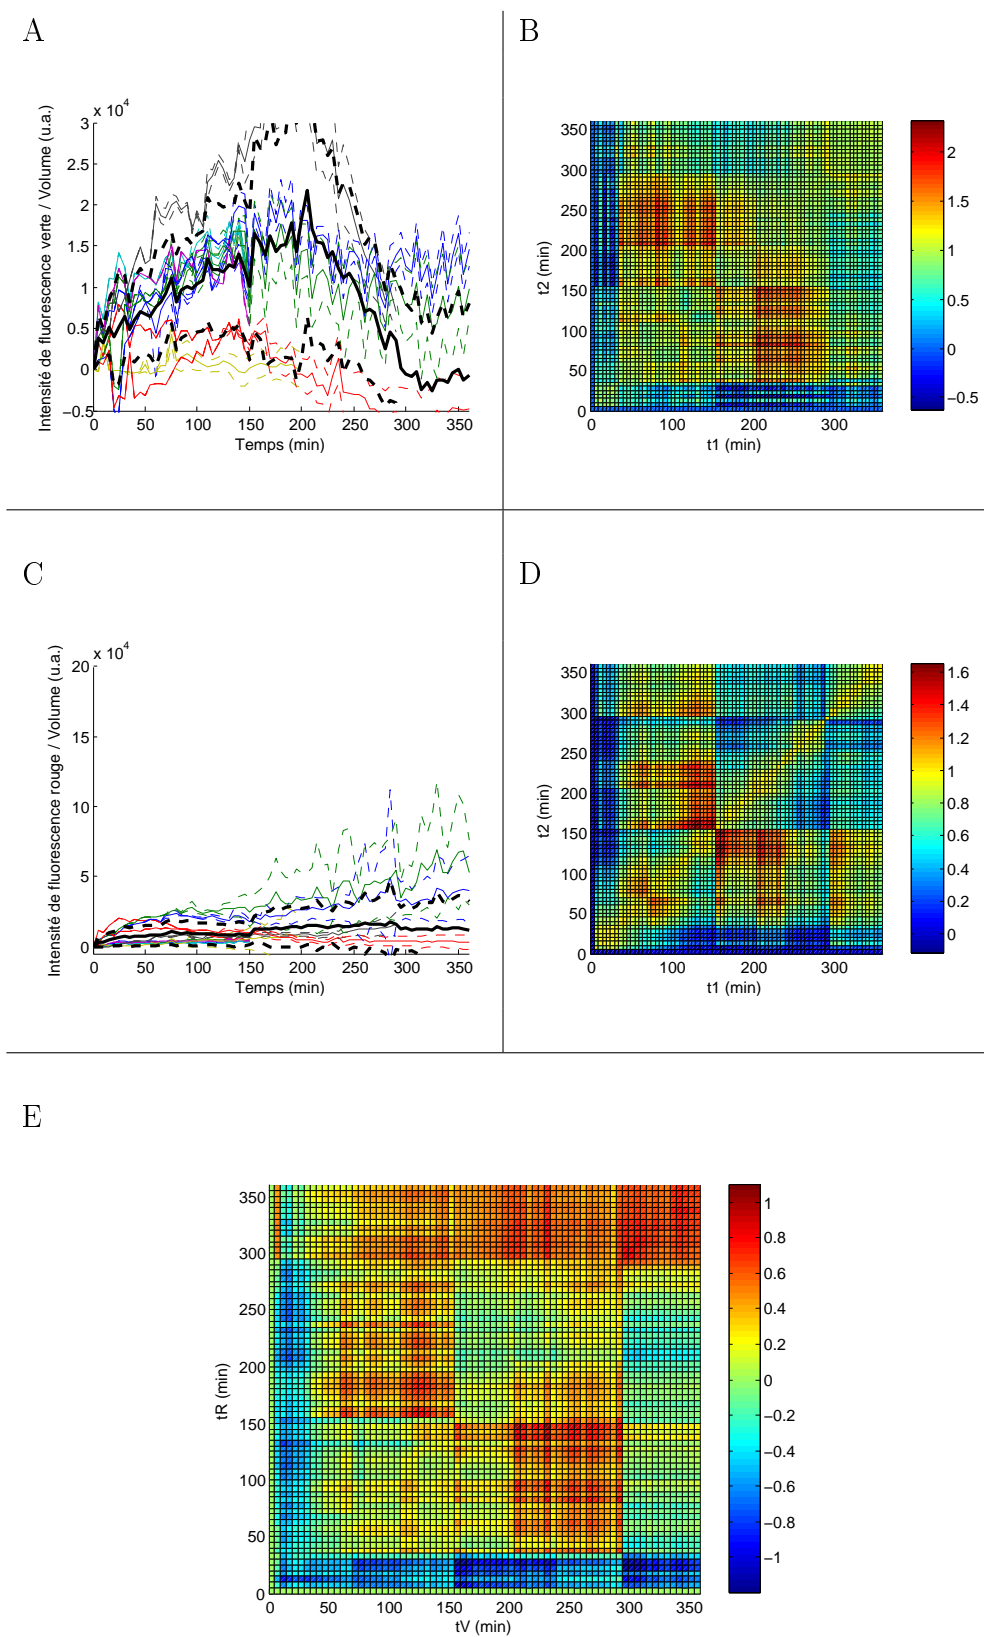 A
B
x 10^4
Intensité de fluorescence verte / Volume (u.a.)
3
2.5
2
1.5
1
0.5
0
−0.5
0 50 100 150 200 250 300 350
Temps (min)
t2 (min)
350
300
250
200
150
100
50
0
0 100 200 300
t1 (min)
2
1.5
1
0.5
0
−0.5
C
D
x 10^4
Intensité de fluorescence rouge / Volume (u.a.)
20
15
10
5
0
0 50 100 150 200 250 300 350
Temps (min)
t2 (min)
350
300
250
200
150
100
50
0
0 100 200 300
t1 (min)
1.6
1.4
1.2
1
0.8
0.6
0.4
0.2
0
E
tR (min)
350
300
250
200
150
100
50
0
0 50 100 150 200 250 300 350
tV (min)
1
0.8
0.6
0.4
0.2
0
−0.2
−0.4
−0.6
−0.8
−1